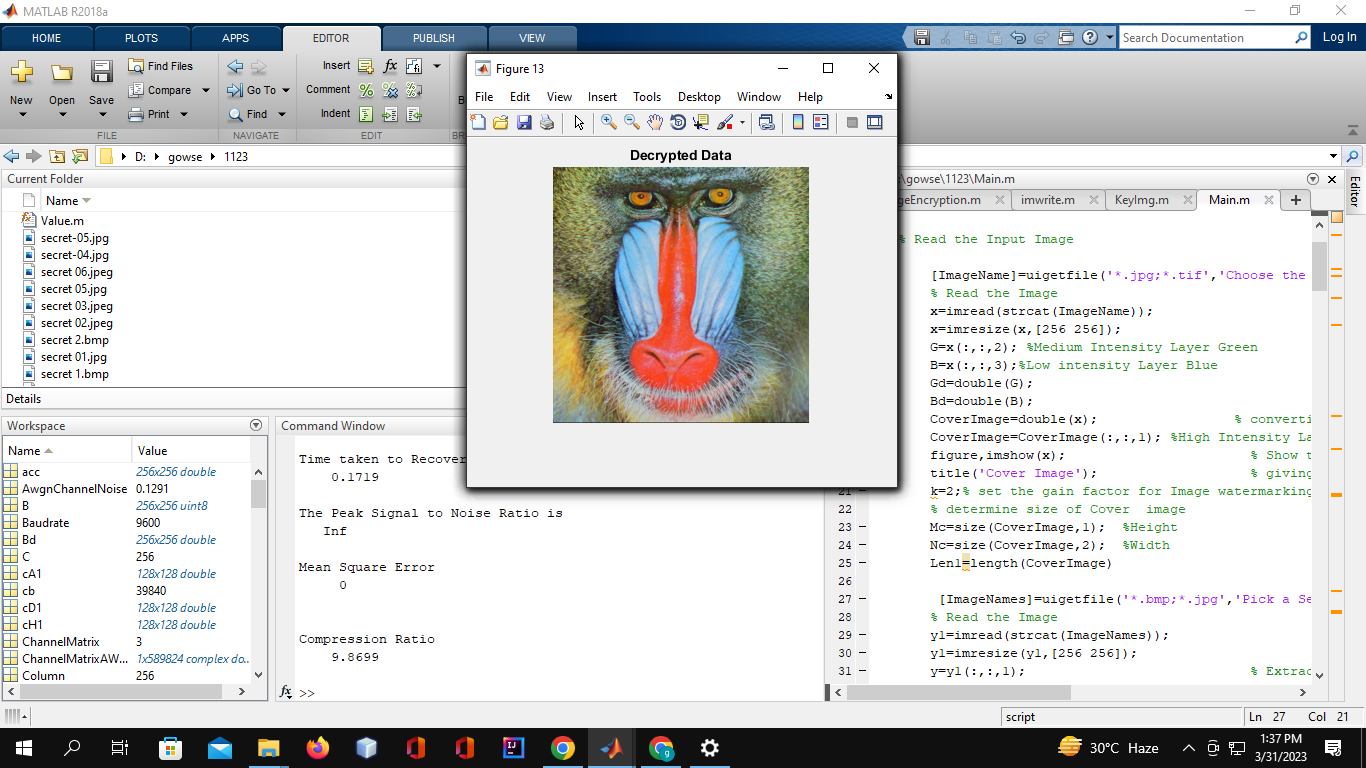 MATLAB R2018a
HOME PLOTS APPS EDITOR PUBLISH VIEW
Search Documentation
Log In
New Open Save
Find Files
Compare
Print
Go To
Find
Insert
Comment
Indent
FILE NAVIGATE EDIT
D: gowse 1123
Current Folder
Name
Value.m
secret-05.jpg
secret-04.jpg
secret 06.jpeg
secret 05.jpg
secret 03.jpeg
secret 02.jpeg
secret 2.bmp
secret 01.jpg
secret 1.bmp
Details
Workspace
Name Value
acc 256x256 double
AwgnChannelNoise 0.1291
B 256x256 uint8
Baudrate 9600
Bd 256x256 double
C 256
cA1 128x128 double
cb 39840
cD1 128x128 double
cH1 128x128 double
ChannelMatrix 3
ChannelMatrixAW... 1x589824 complex do...
Column 256
Command Window
Time taken to Recover
0.1719
The Peak Signal to Noise Ratio is
Inf
Mean Square Error
0
Compression Ratio
9.8699
fx >>
Figure 13
File Edit View Insert Tools Desktop Window Help
Decrypted Data
\gowse\1123\Main.m
Editor
geEncryption.m imwrite.m KeyImg.m Main.m
% Read the Input Image
[ImageName]=uigetfile('*.jpg;*.tif','Choose the
% Read the Image
x=imread(strcat(ImageName));
x=imresize(x,[256 256]);
G=x(:,:,2); %Medium Intensity Layer Green
B=x(:,:,3);%Low intensity Layer Blue
Gd=double(G);
Bd=double(B);
CoverImage=double(x); % converti
CoverImage=CoverImage(:,:,1); %High Intensity La
figure,imshow(x); % Show t
title('Cover Image'); % giving
21 k=2;% set the gain factor for Image watermarking
22 % determine size of Cover image
23 Mc=size(CoverImage,1); %Height
24 Nc=size(CoverImage,2); %Width
25 Len1=length(CoverImage)
26
27 [ImageNames]=uigetfile('*.bmp;*.jpg','Pick a Se
28 % Read the Image
29 y1=imread(strcat(ImageNames));
30 y1=imresize(y1,[256 256]);
31 y=y1(:,:,1); % Extrac
script Ln 27 Col 21
30°C Haze
1:37 PM
3/31/2023